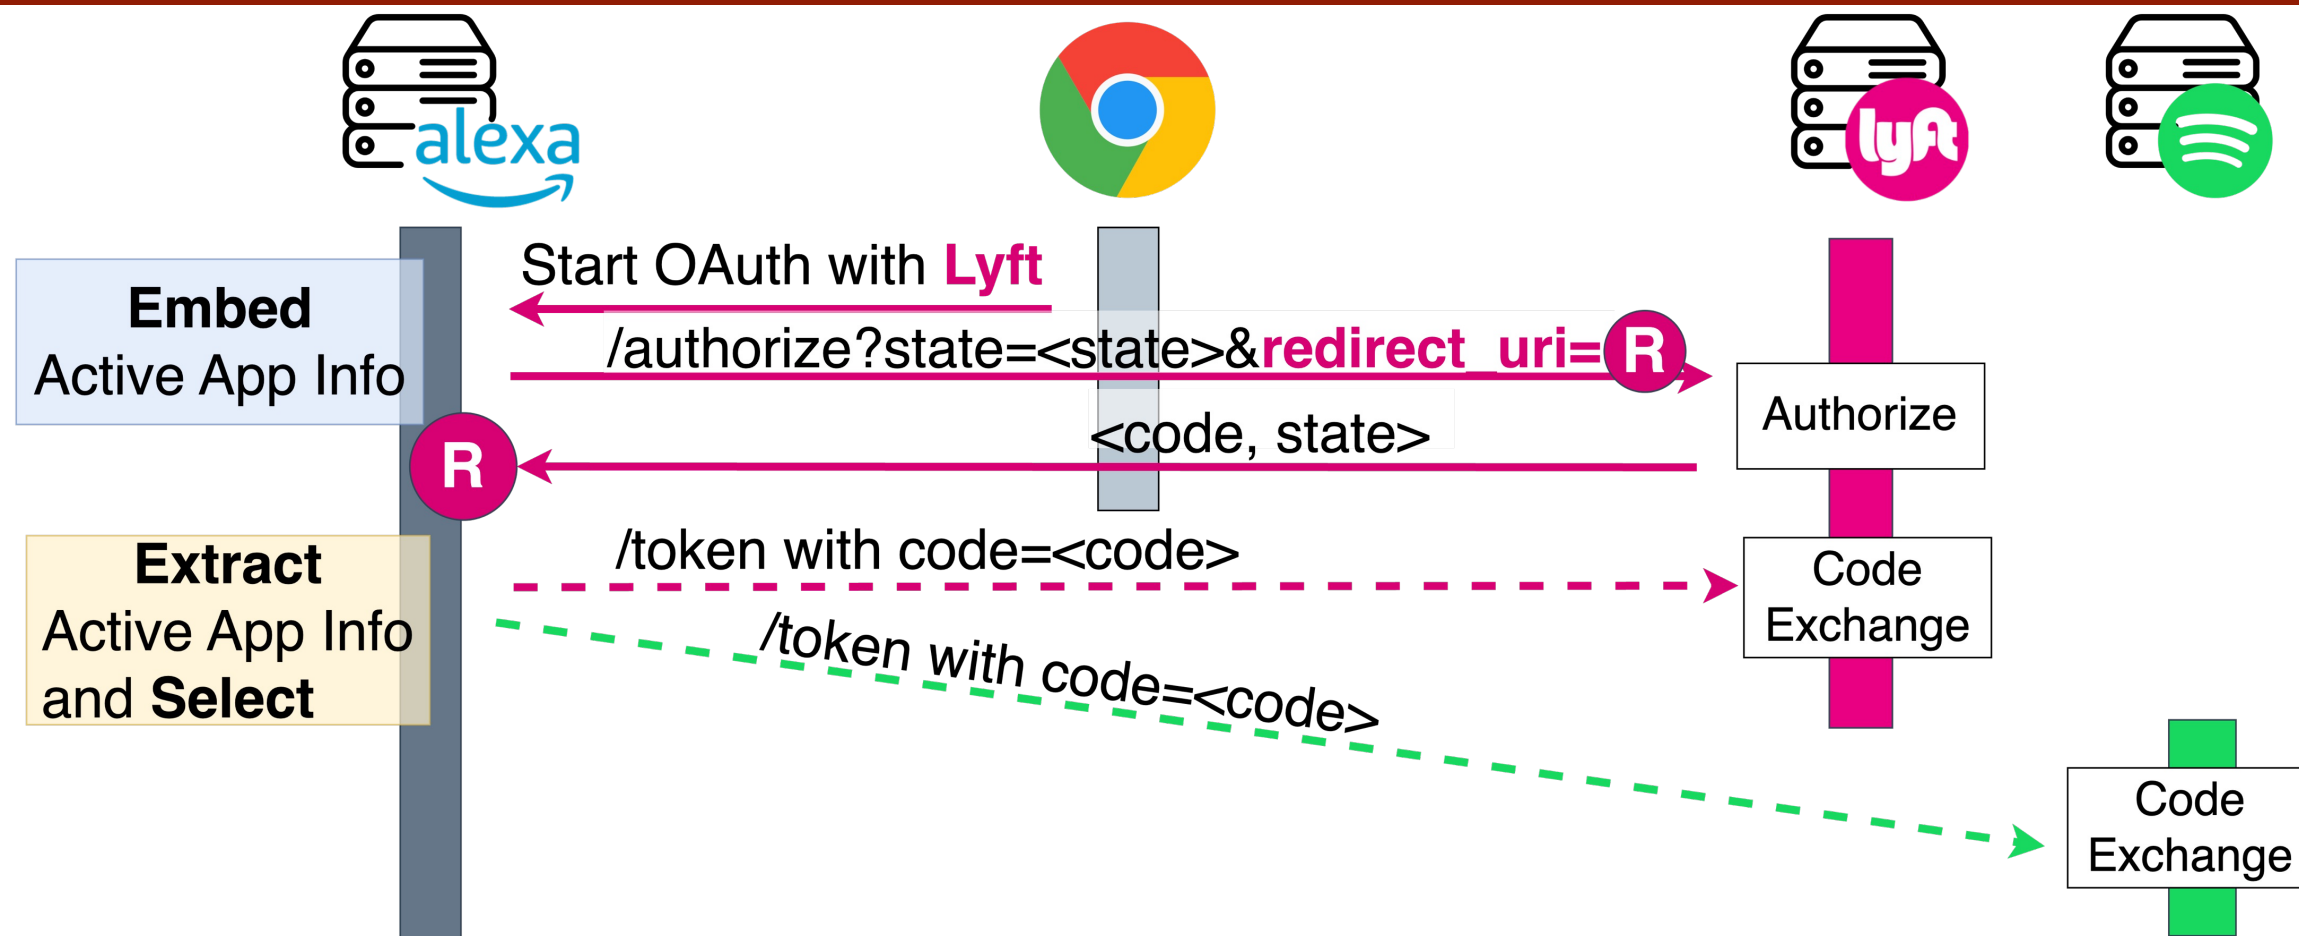 alexa
lyft
Start OAuth with Lyft
Embed
Active App Info
/authorize?state=<state>&redirect_uri= R
Authorize
<code, state>
R
Extract
Active App Info
and Select
/token with code=<code>
Code
Exchange
/token with code=<code>
Code
Exchange